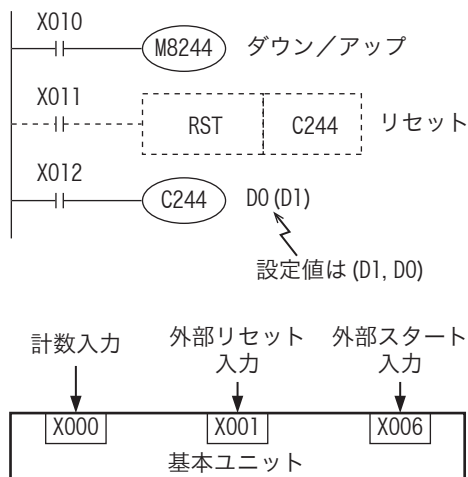 X010
M8244 ダウン／アップ
X011
RST C244 リセット
X012
C244 D0 (D1)
設定値は (D1, D0)
計数入力 外部リセット入力 外部スタート入力
X000 X001 X006
基本ユニット